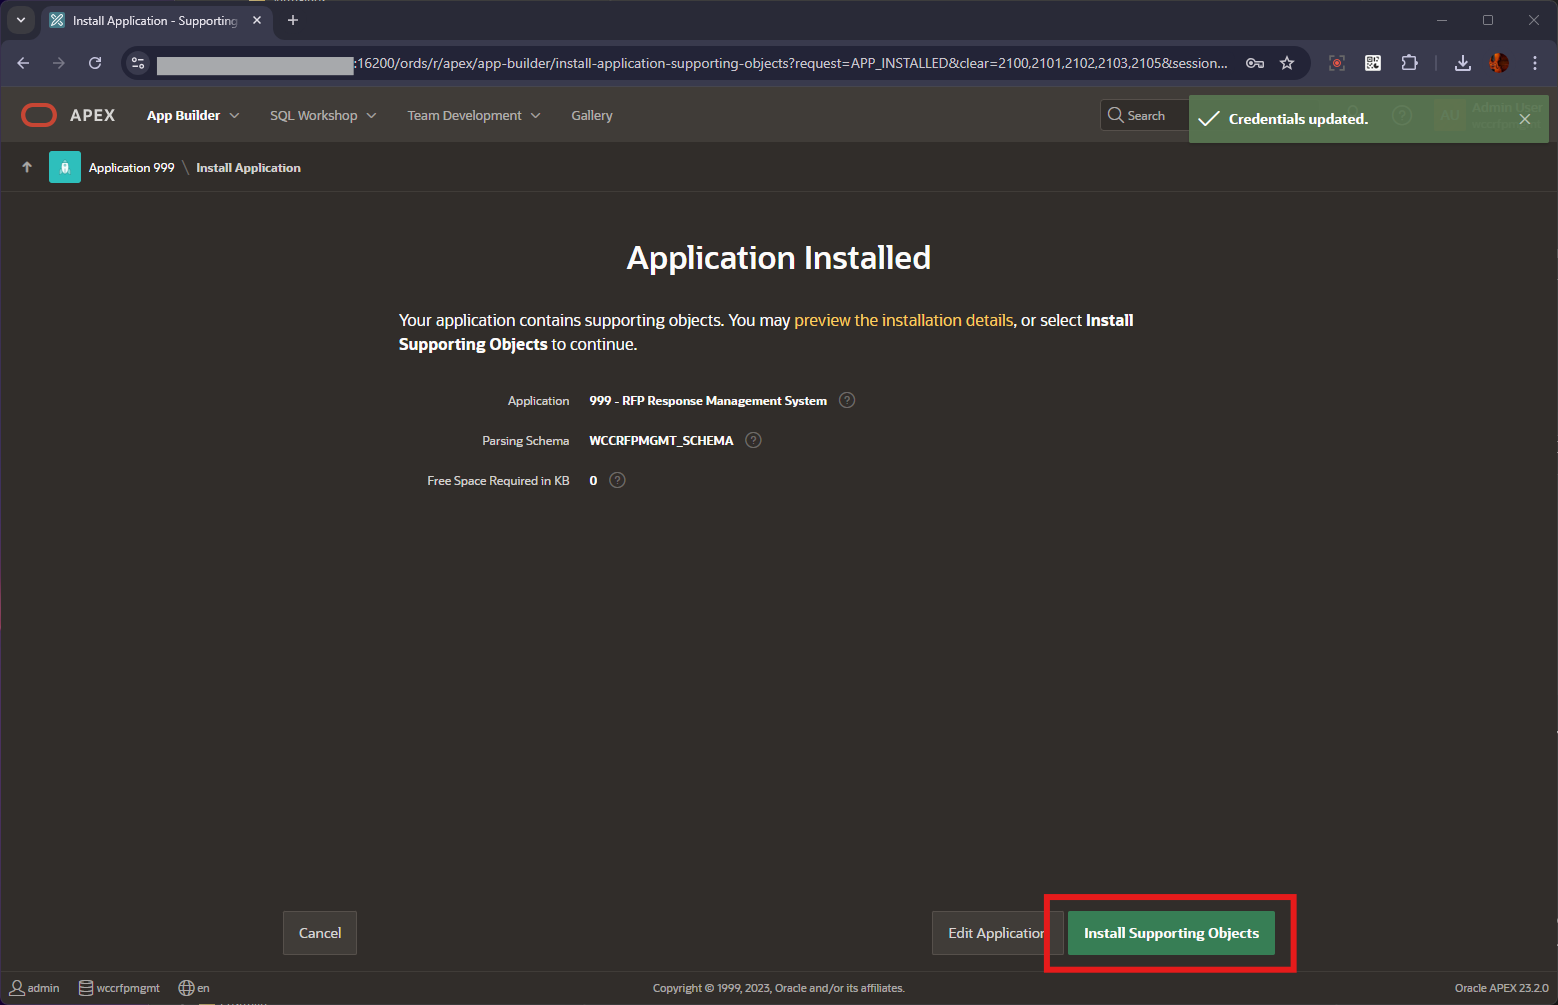 Install Application - Supporting
:16200/ords/r/apex/app-builder/install-application-supporting-objects?request=APP_INSTALLED&clear=2100,2101,2102,2103,2105&session...
APEX App Builder SQL Workshop Team Development Gallery Search Credentials updated. AU Admin User
Application 999 \ Install Application
Application Installed
Your application contains supporting objects. You may preview the installation details, or select Install
Supporting Objects to continue.
Application 999 - RFP Response Management System
Parsing Schema WCCRFPMGMT_SCHEMA
Free Space Required in KB 0
Cancel Edit Application Install Supporting Objects
admin wccrfpmgmt en Copyright © 1999, 2023, Oracle and/or its affiliates. Oracle APEX 23.2.0